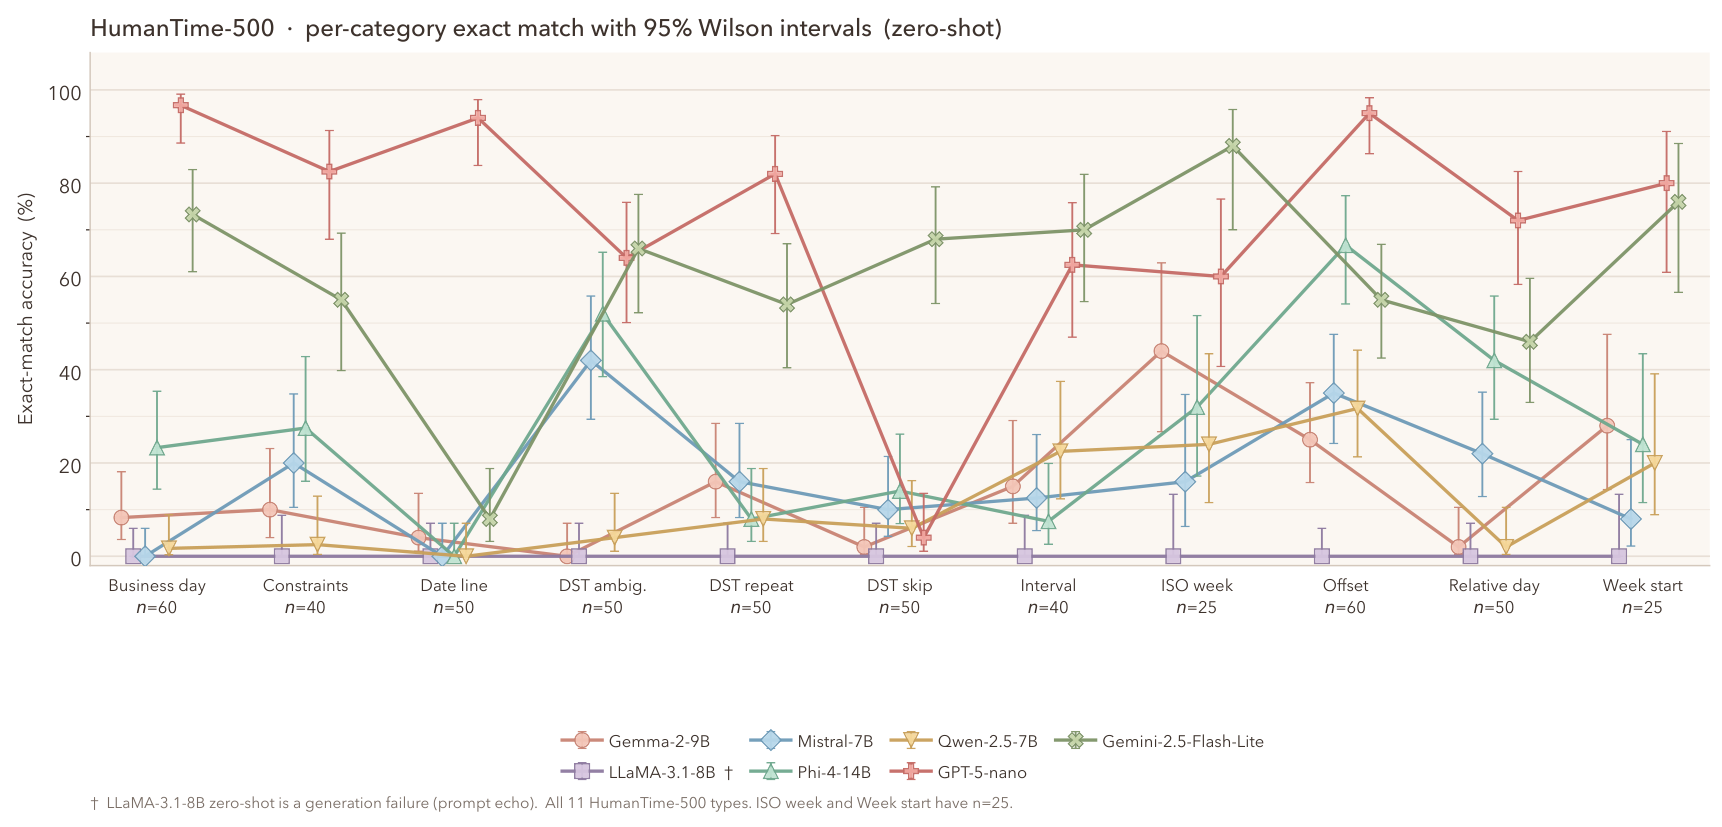 HumanTime-500 · per-category exact match with 95% Wilson intervals (zero-shot)
Exact-match accuracy (%)
100
80
60
40
20
0
Business day Constraints Date line DST ambig. DST repeat DST skip Interval ISO week Offset Relative day Week start
n=60 n=40 n=50 n=50 n=50 n=50 n=40 n=25 n=60 n=50 n=25
Gemma-2-9B Mistral-7B Qwen-2.5-7B Gemini-2.5-Flash-Lite
LLaMA-3.1-8B † Phi-4-14B GPT-5-nano
† LLaMA-3.1-8B zero-shot is a generation failure (prompt echo). All 11 HumanTime-500 types. ISO week and Week start have n=25.